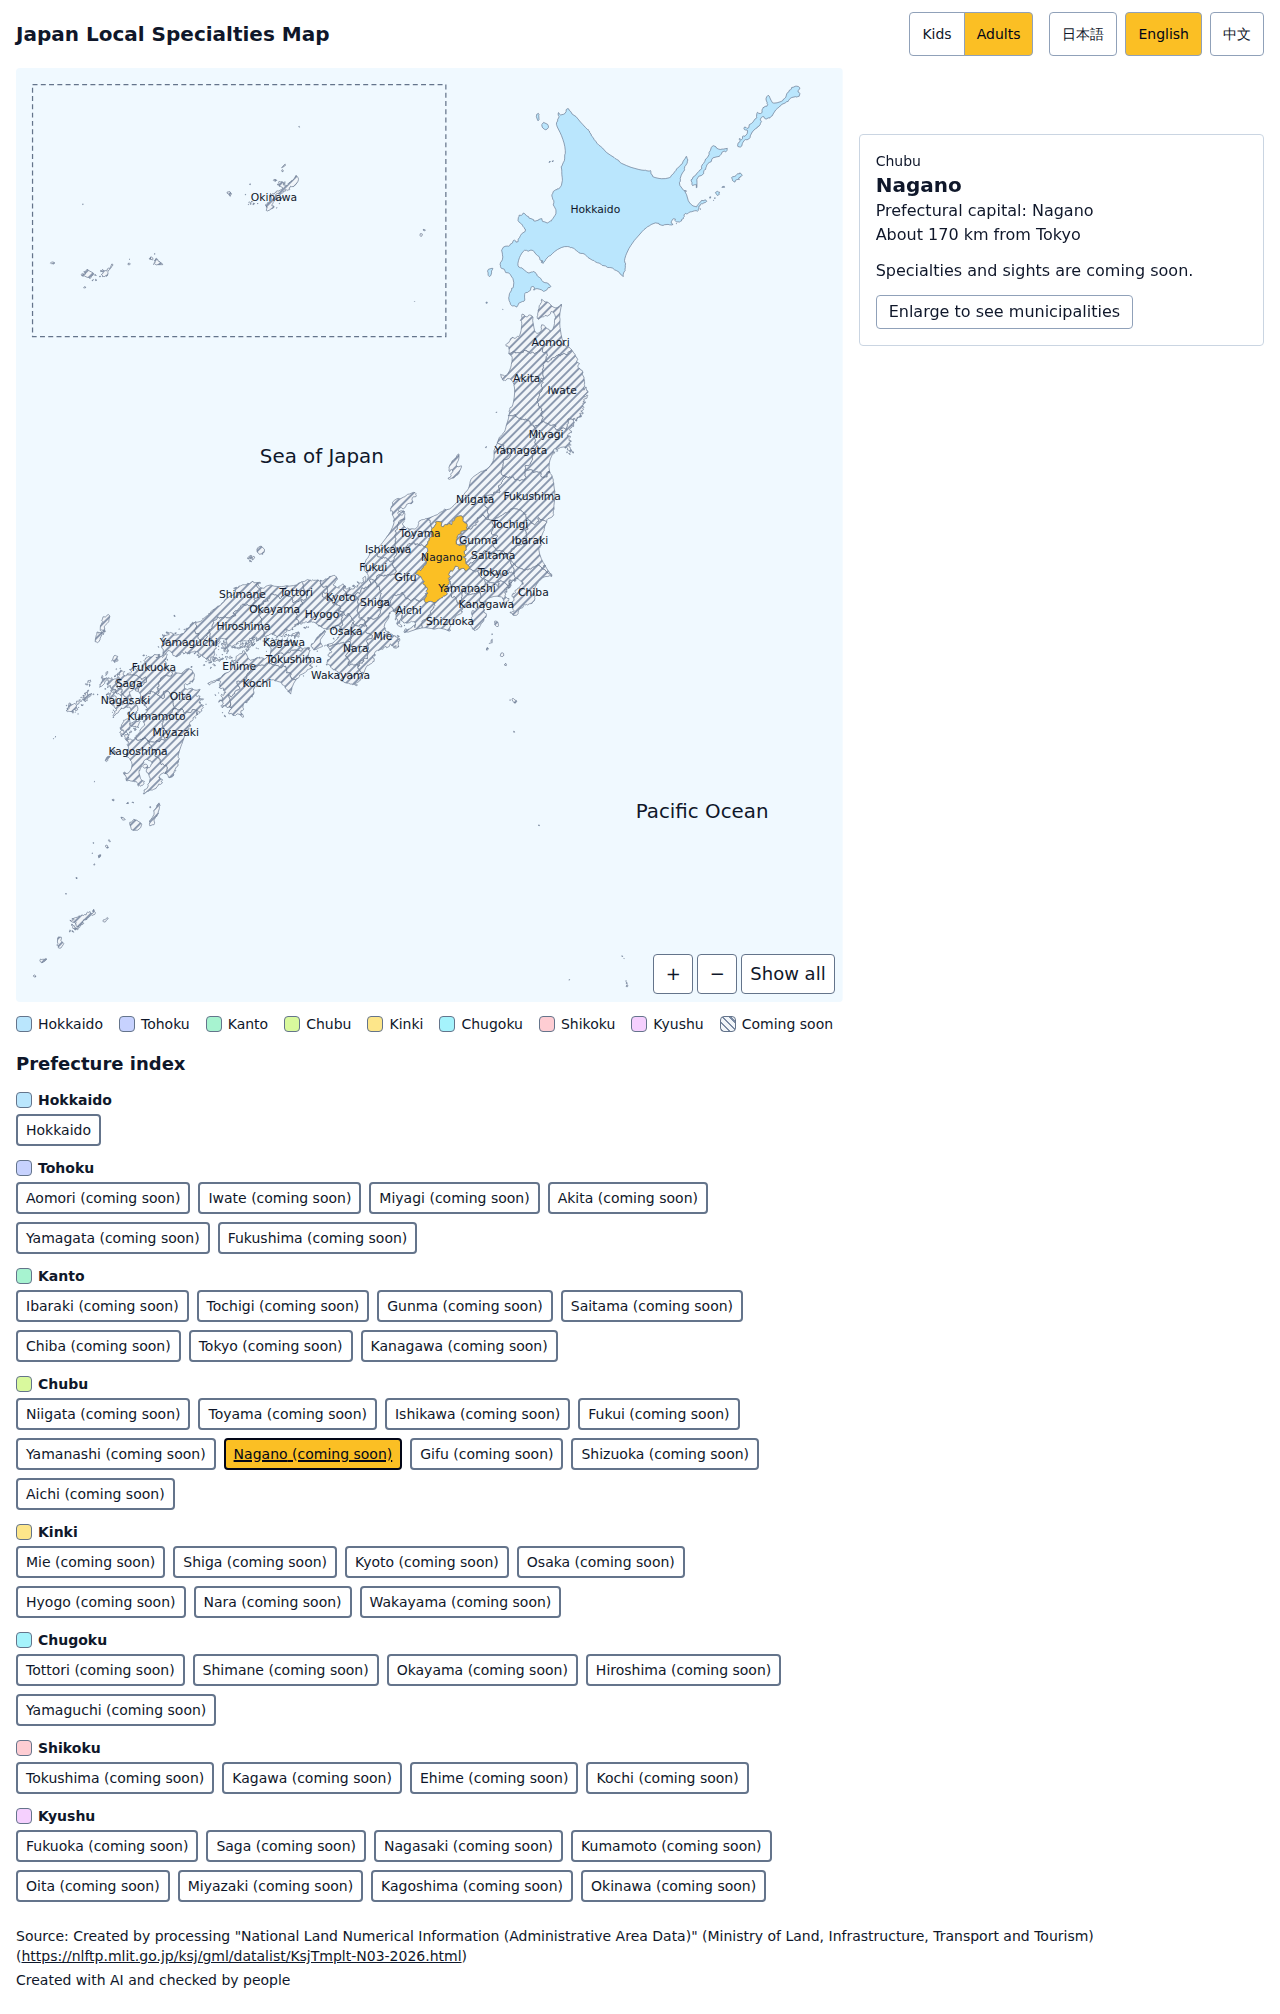 Japan Local Specialties Map
Kids
Adults
日本語
English
中文
Okinawa
Hokkaido
Aomori
Akita
Iwate
Miyagi
Yamagata
Sea of Japan
Niigata
Fukushima
Tochigi
Toyama
Gunma
Ibaraki
Ishikawa
Nagano
Saitama
Fukui
Gifu
Tokyo
Yamanashi
Chiba
Shimane
Tottori
Kyoto
Shiga
Kanagawa
Okayama
Hyogo
Aichi
Shizuoka
Hiroshima
Osaka
Mie
Yamaguchi
Kagawa
Nara
Tokushima
Fukuoka
Ehime
Wakayama
Saga
Kochi
Nagasaki
Oita
Kumamoto
Miyazaki
Kagoshima
Pacific Ocean
+
−
Show all
Chubu
Nagano
Prefectural capital: Nagano
About 170 km from Tokyo
Specialties and sights are coming soon.
Enlarge to see municipalities
Hokkaido Tohoku Kanto Chubu Kinki Chugoku Shikoku Kyushu Coming soon
Prefecture index
Hokkaido
Hokkaido
Tohoku
Aomori (coming soon) Iwate (coming soon) Miyagi (coming soon) Akita (coming soon)
Yamagata (coming soon) Fukushima (coming soon)
Kanto
Ibaraki (coming soon) Tochigi (coming soon) Gunma (coming soon) Saitama (coming soon)
Chiba (coming soon) Tokyo (coming soon) Kanagawa (coming soon)
Chubu
Niigata (coming soon) Toyama (coming soon) Ishikawa (coming soon) Fukui (coming soon)
Yamanashi (coming soon) Nagano (coming soon) Gifu (coming soon) Shizuoka (coming soon)
Aichi (coming soon)
Kinki
Mie (coming soon) Shiga (coming soon) Kyoto (coming soon) Osaka (coming soon)
Hyogo (coming soon) Nara (coming soon) Wakayama (coming soon)
Chugoku
Tottori (coming soon) Shimane (coming soon) Okayama (coming soon) Hiroshima (coming soon)
Yamaguchi (coming soon)
Shikoku
Tokushima (coming soon) Kagawa (coming soon) Ehime (coming soon) Kochi (coming soon)
Kyushu
Fukuoka (coming soon) Saga (coming soon) Nagasaki (coming soon) Kumamoto (coming soon)
Oita (coming soon) Miyazaki (coming soon) Kagoshima (coming soon) Okinawa (coming soon)
Source: Created by processing "National Land Numerical Information (Administrative Area Data)" (Ministry of Land, Infrastructure, Transport and Tourism)
(https://nlftp.mlit.go.jp/ksj/gml/datalist/KsjTmplt-N03-2026.html)
Created with AI and checked by people